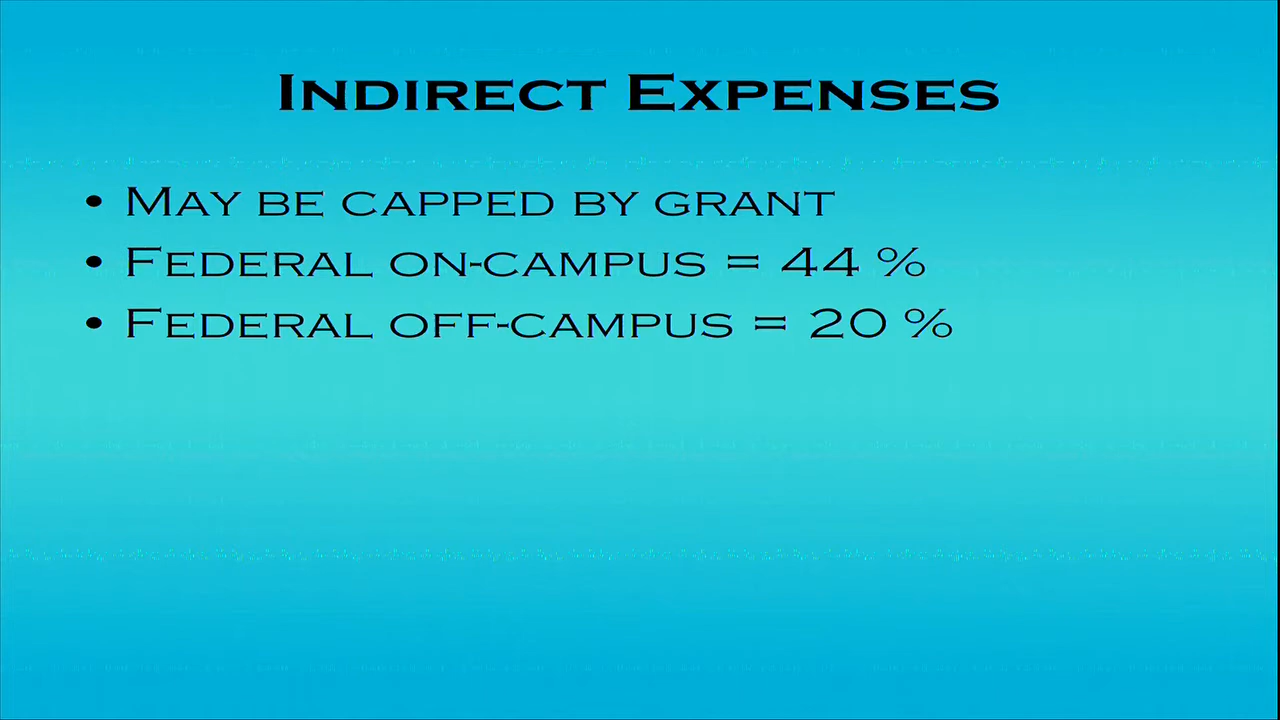 Indirect Expenses
• May be capped by grant
• Federal on-campus = 44 %
• Federal off-campus = 20 %